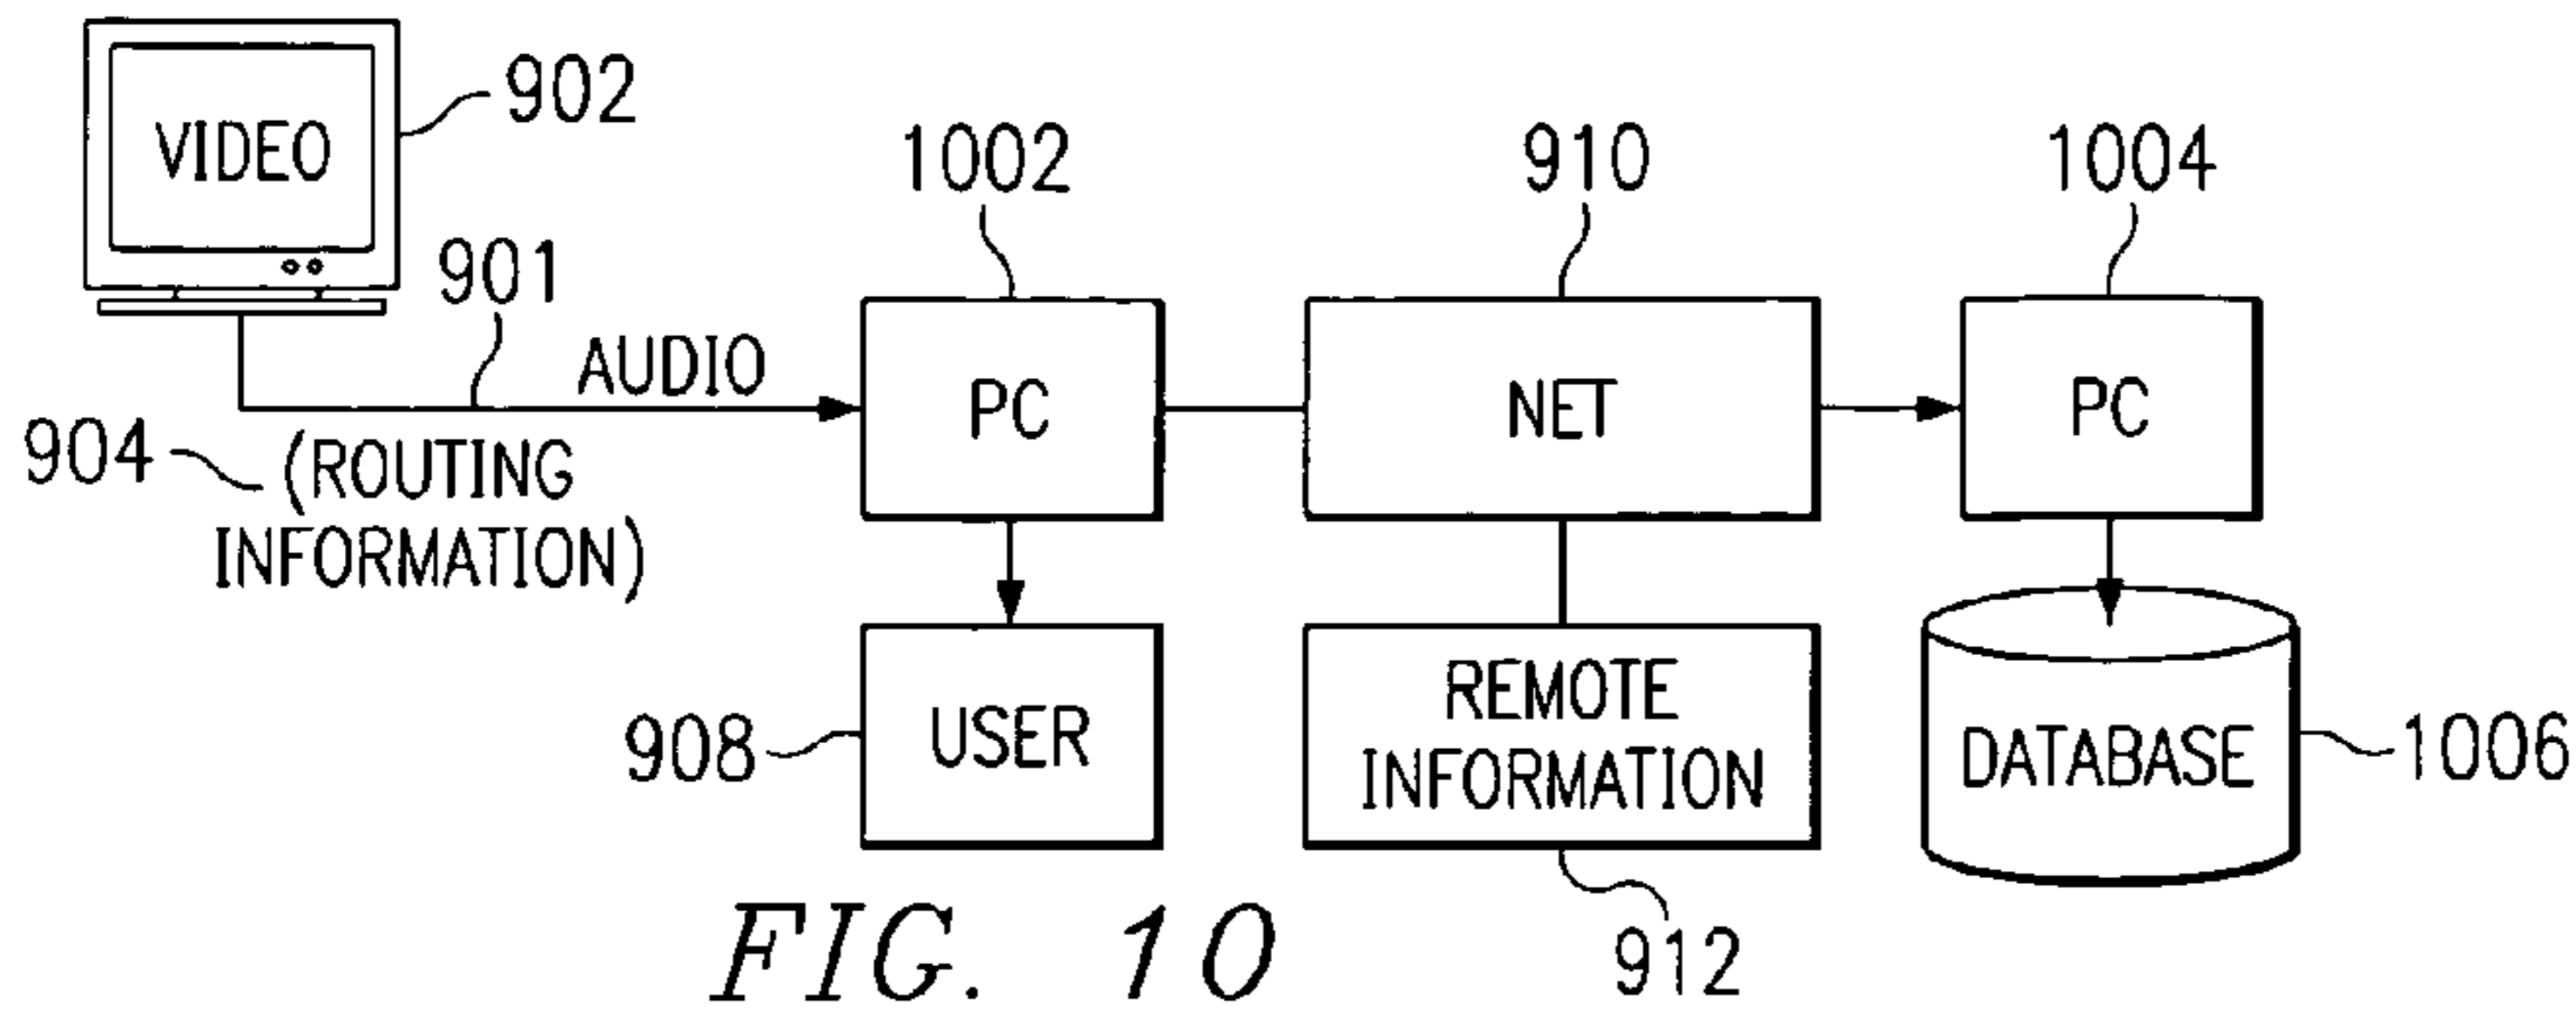 VIDEO
902
901
AUDIO
904
(ROUTING
INFORMATION)
1002
PC
910
NET
1004
PC
908
USER
REMOTE
INFORMATION
912
DATABASE
1006
FIG. 10